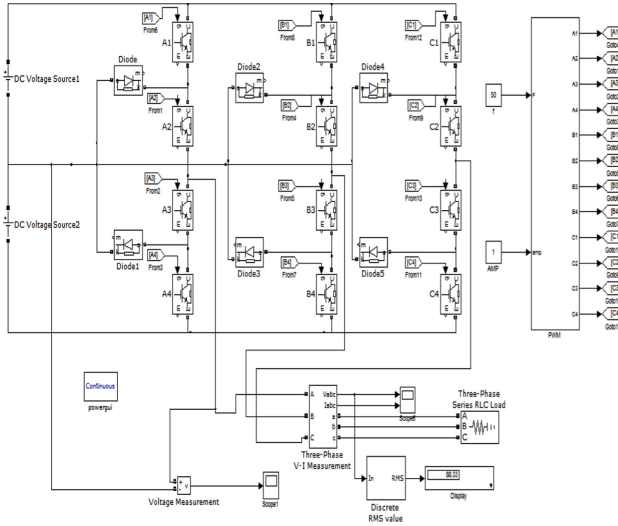 [A1]
From6
A1
[B1]
B1
[C1]
From12
C1
Diode
Diode2
Diode4
DC Voltage Source1
[A2]
From1
A2
[B2]
From4
B2
[C2]
From9
C2
50
f
[A3]
From2
A3
[B3]
B3
[C3]
From10
C3
DC Voltage Source2
Diode1
Diode3
Diode5
[A4]
From3
A4
[B4]
From7
B4
[C4]
From11
C4
1
AMP
amp
A1
A2
A3
A4
B1
B2
B3
B4
C1
C2
C3
C4
PWM
Continuous
powergui
A
B
C
Vabc
Iabc
a
b
c
Three-Phase
V-I Measurement
Three-Phase
Series RLC Load
A
B
C
Voltage Measurement
+
-
v
Scope1
In
RMS
Discrete
RMS value
Display